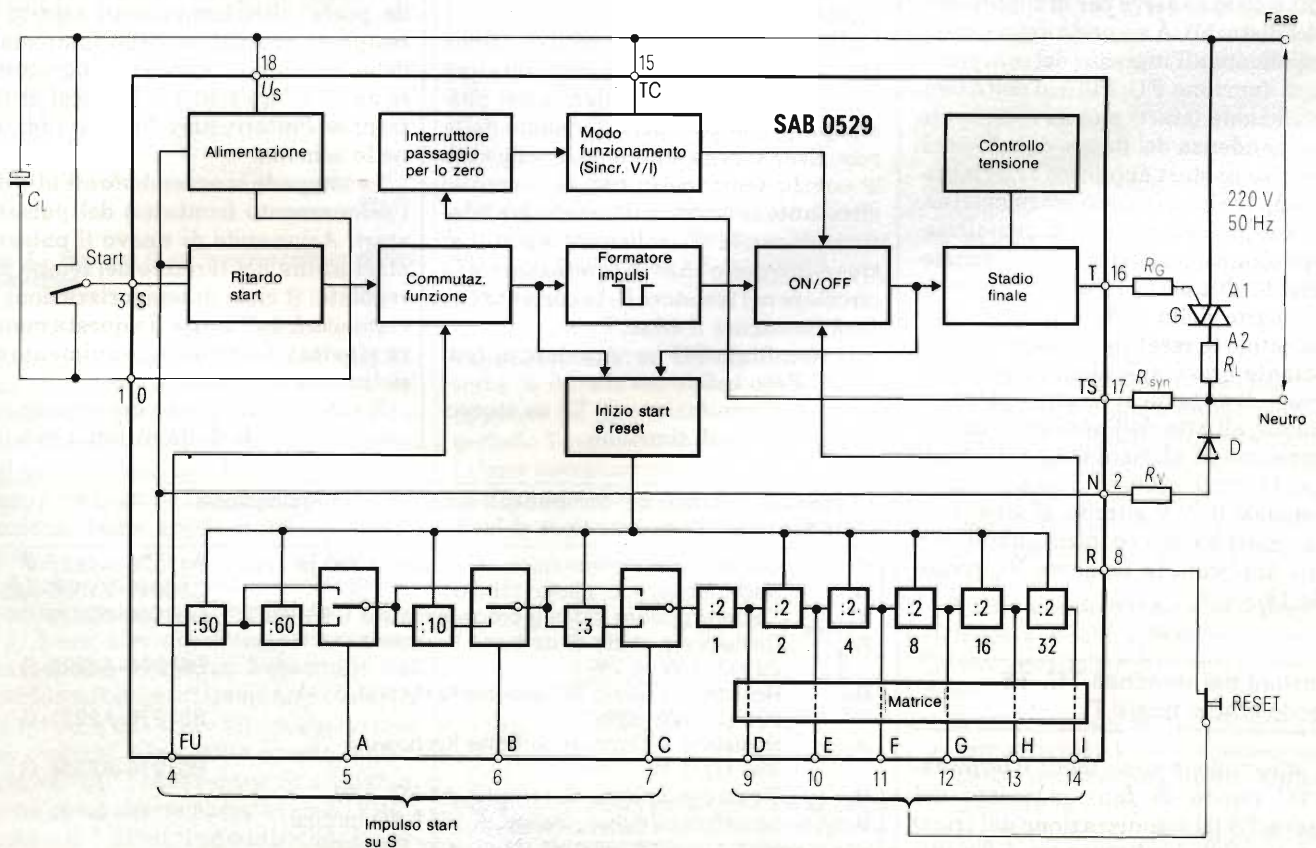 Fase
18
U_S
15
TC
SAB 0529
Alimentazione
Interruttore
passaggio
per lo zero
Modo
funzionamento
(Sincr. V/I)
Controllo
tensione
220 V
50 Hz
C_L
Start
3
S
Ritardo
start
Commutaz.
funzione
Formatore
impulsi
ON/OFF
Stadio
finale
T
16
R_G
A1
G
A2
R_L
1
0
Inizio start
e reset
TS
17
R_syn
Neutro
D
N
2
R_V
R
8
:50
:60
:10
:3
:2
:2
:2
:2
:2
:2
1
2
4
8
16
32
Matrice
RESET
FU
A
B
C
D
E
F
G
H
I
4
5
6
7
9
10
11
12
13
14
Impulso start
su S